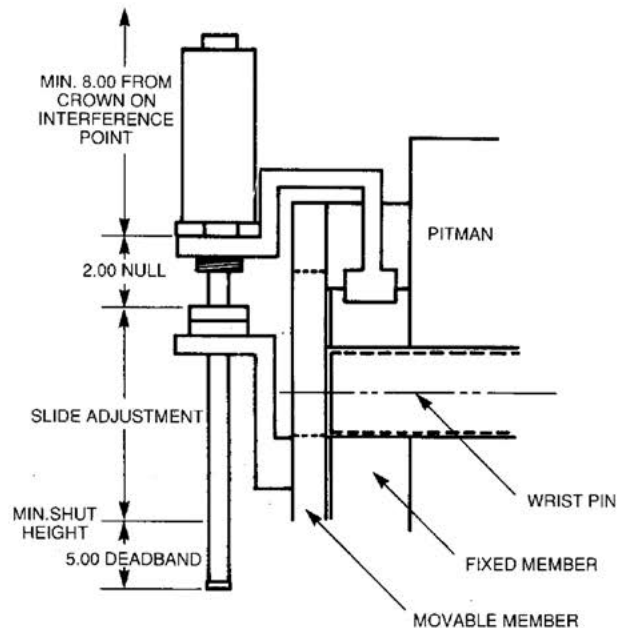 MIN. 8.00 FROM
CROWN ON
INTERFERENCE
POINT
PITMAN
2.00 NULL
SLIDE ADJUSTMENT
MIN.SHUT
HEIGHT
5.00 DEADBAND
WRIST PIN
FIXED MEMBER
MOVABLE MEMBER